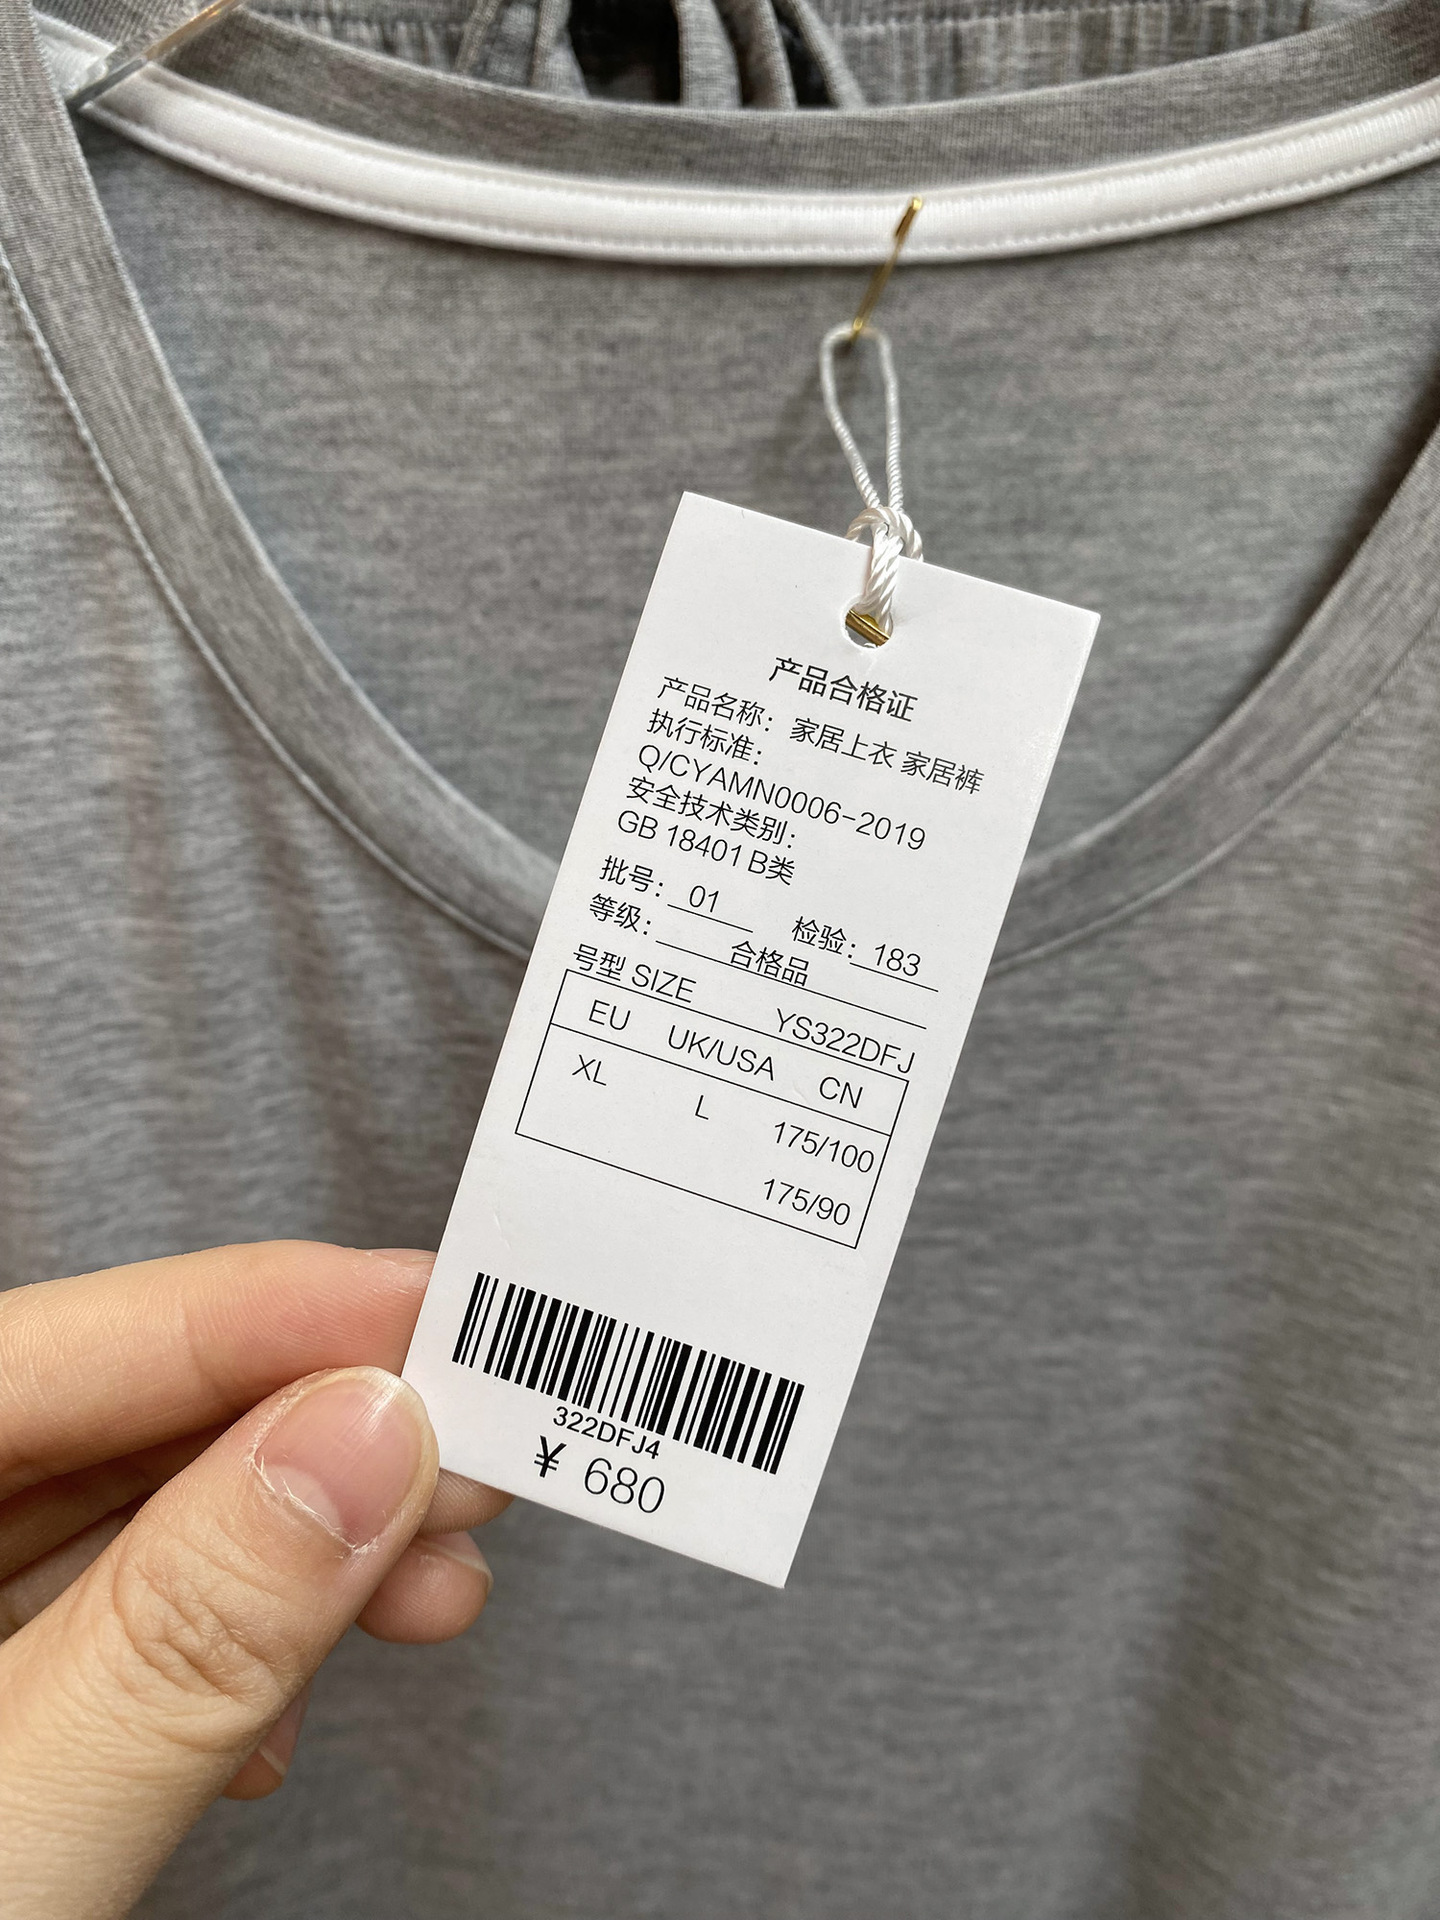 产品合格证
产品名称：家居上衣 家居裤
执行标准：
Q/CYAMN0006-2019
安全技术类别：
GB 18401 B类
批号：01 检验：183
等级：合格品
号型 SIZE YS322DFJ
EU UK/USA CN
XL L 175/100
175/90
322DFJ4
¥ 680